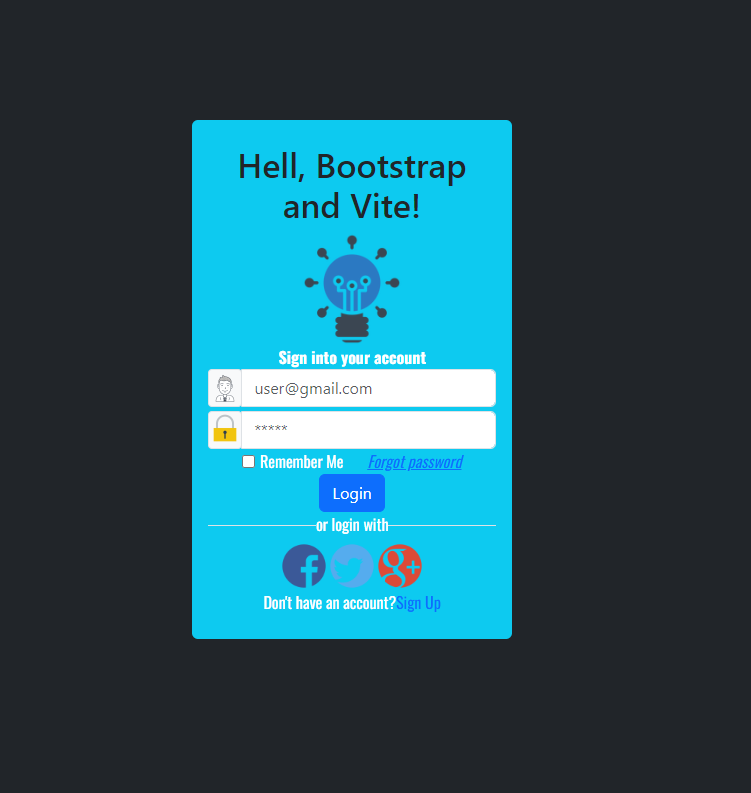 Hell, Bootstrap
and Vite!
Sign into your account
user@gmail.com
*****
Remember Me Forgot password
Login
or login with
Don't have an account?Sign Up